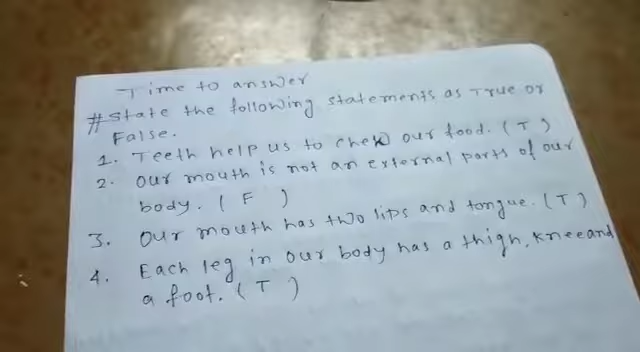 Time to answer
# State the following statements as True or
False.
1. Teeth help us to chew our food. (T)
2. Our mouth is not an external parts of our
body. ( F )
3. Our mouth has two lips and tongue. (T)
4. Each leg in our body has a thigh, knee and
a foot. ( T )